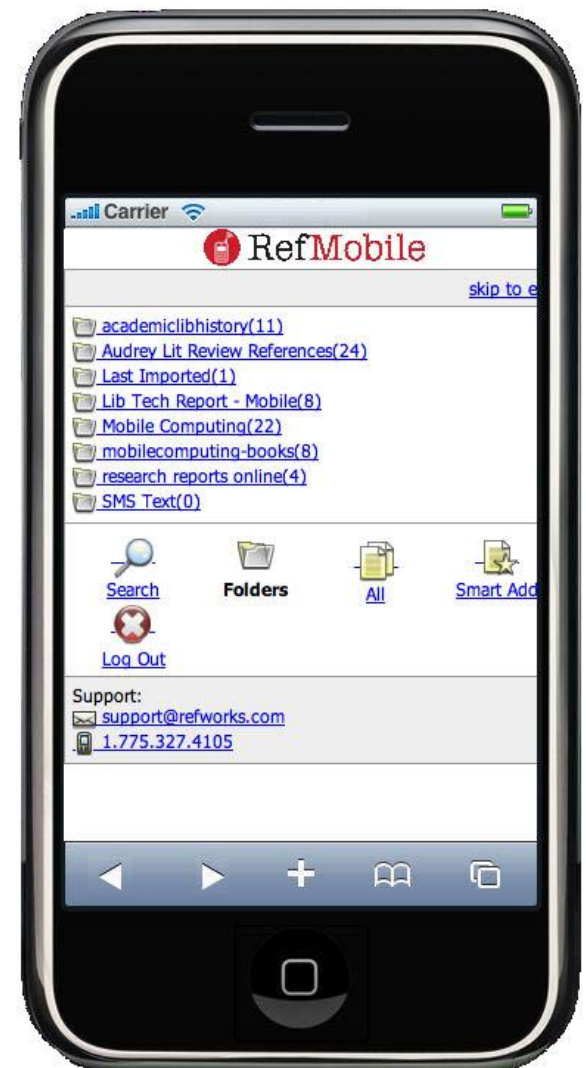 Carrier
RefMobile
skip to e
academiclibhistory(11)
Audrey Lit Review References(24)
Last Imported(1)
Lib Tech Report - Mobile(8)
Mobile Computing(22)
mobilecomputing-books(8)
research reports online(4)
SMS Text(0)
Search Folders All Smart Add
Log Out
Support:
support@refworks.com
1.775.327.4105